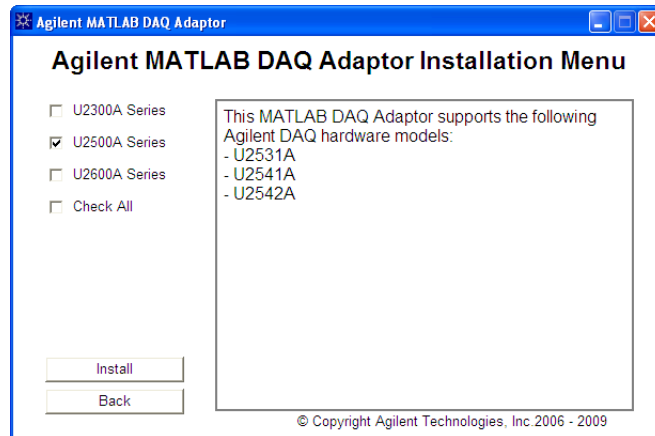 Agilent MATLAB DAQ Adaptor
Agilent MATLAB DAQ Adaptor Installation Menu
U2300A Series
U2500A Series
U2600A Series
Check All
This MATLAB DAQ Adaptor supports the following
Agilent DAQ hardware models:
- U2531A
- U2541A
- U2542A
Install
Back
© Copyright Agilent Technologies, Inc.2006 - 2009